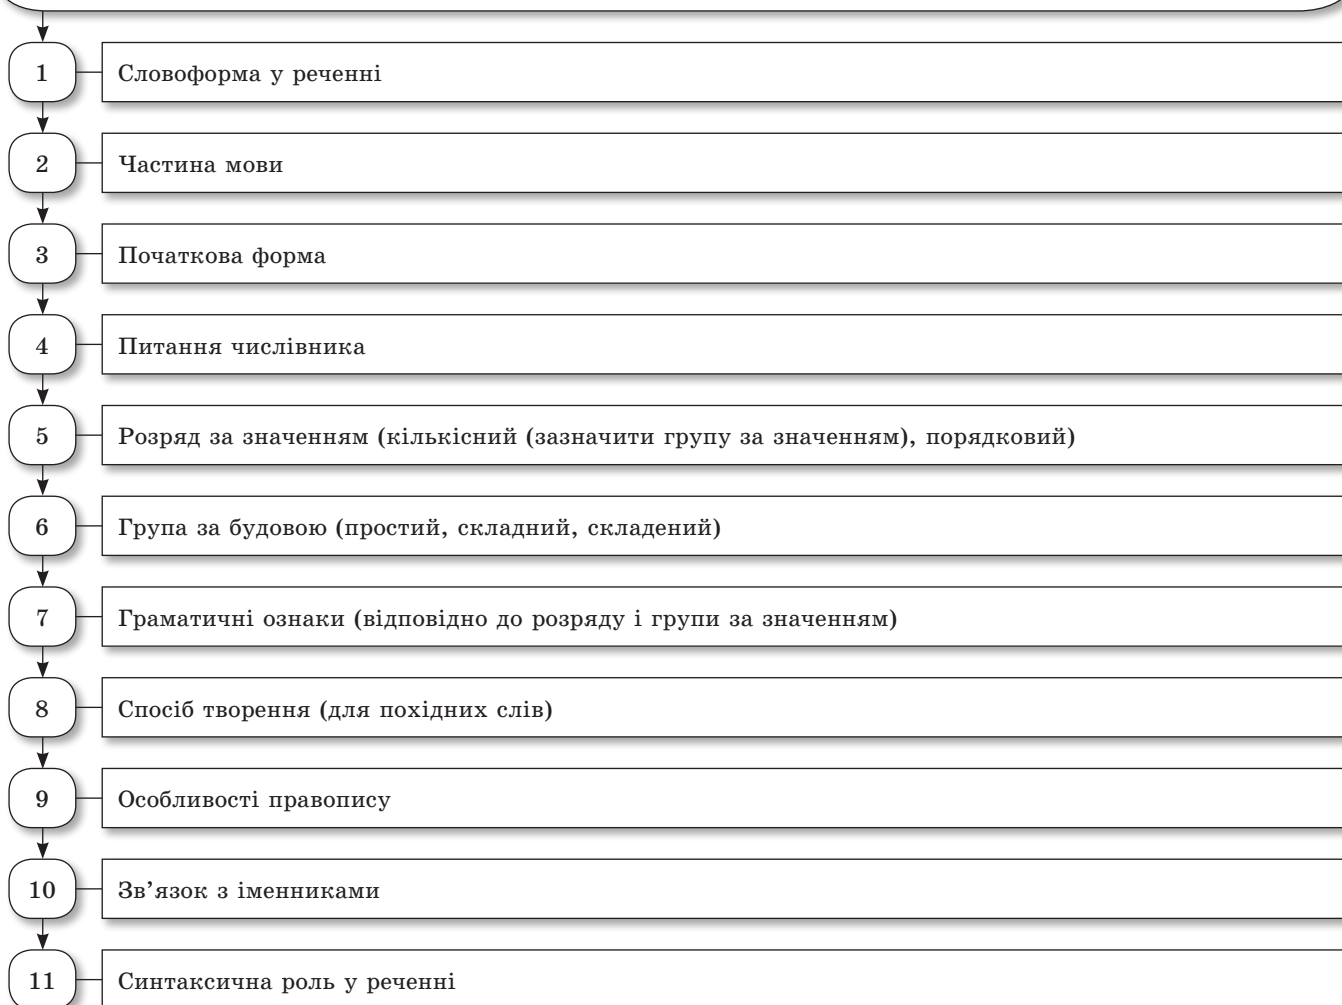 1 Словоформа у реченні
2 Частина мови
3 Початкова форма
4 Питання числівника
5 Розряд за значенням (кількісний (зазначити групу за значенням), порядковий)
6 Група за будовою (простий, складний, складений)
7 Граматичні ознаки (відповідно до розряду і групи за значенням)
8 Спосіб творення (для похідних слів)
9 Особливості правопису
10 Зв’язок з іменниками
11 Синтаксична роль у реченні